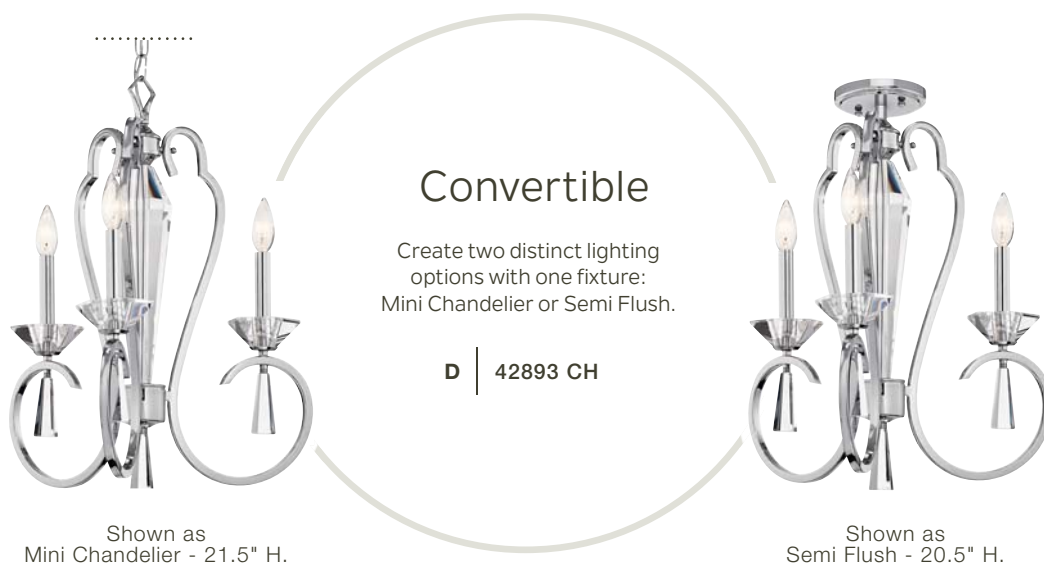 Convertible
Create two distinct lighting
options with one fixture:
Mini Chandelier or Semi Flush.
D | 42893 CH
Shown as
Mini Chandelier - 21.5" H.
Shown as
Semi Flush - 20.5" H.